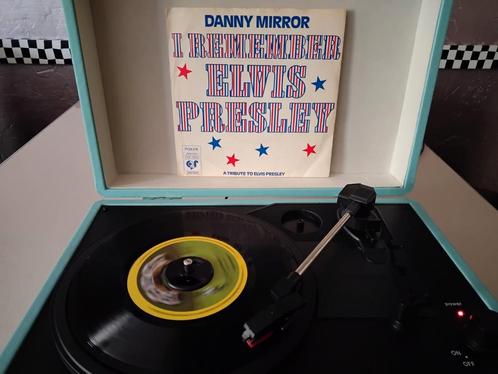 DANNY MIRROR
I REMEMBER
ELVIS
PRESLEY
A TRIBUTE TO ELVIS PRESLEY
power
ON
OFF